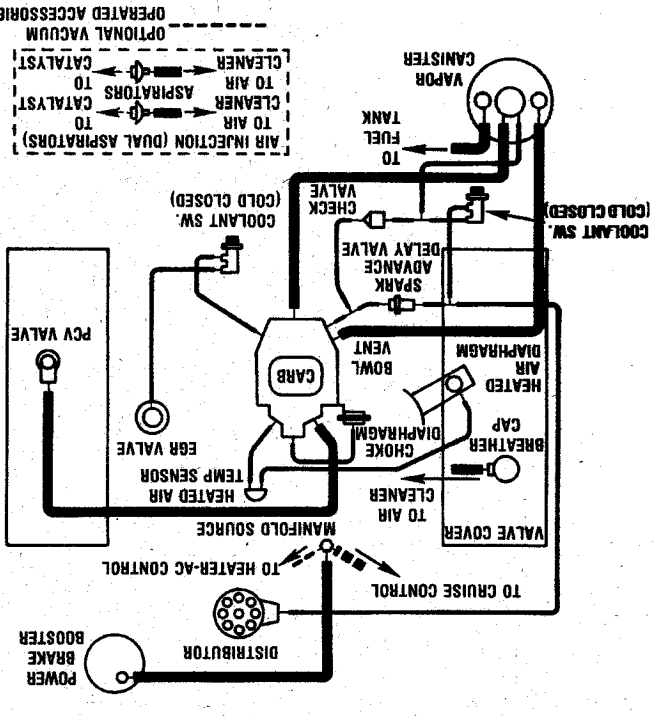 POWER
BRAKE
BOOSTER
DISTRIBUTOR
TO CRUISE CONTROL
TO HEATER-AC CONTROL
MANIFOLD SOURCE
VALVE COVER
TO AIR
CLEANER
BREATHER
CAP
HEATED AIR
TEMP SENSOR
EGR VALVE
CHOKE
DIAPHRAGM
HEATED
AIR
DIAPHRAGM
CARB
BOWL
VENT
PCV VALVE
SPARK
ADVANCE
DELAY VALVE
COOLANT SW.
(COLD CLOSED)
CHECK
VALVE
COOLANT SW.
(COLD CLOSED)
TO
FUEL
TANK
VAPOR
CANISTER
AIR INJECTION (DUAL ASPIRATORS)
TO AIR
CLEANER
TO
CATALYST
ASPIRATORS
TO AIR
CLEANER
TO
CATALYST
OPTIONAL VACUUM
OPERATED ACCESSORIES